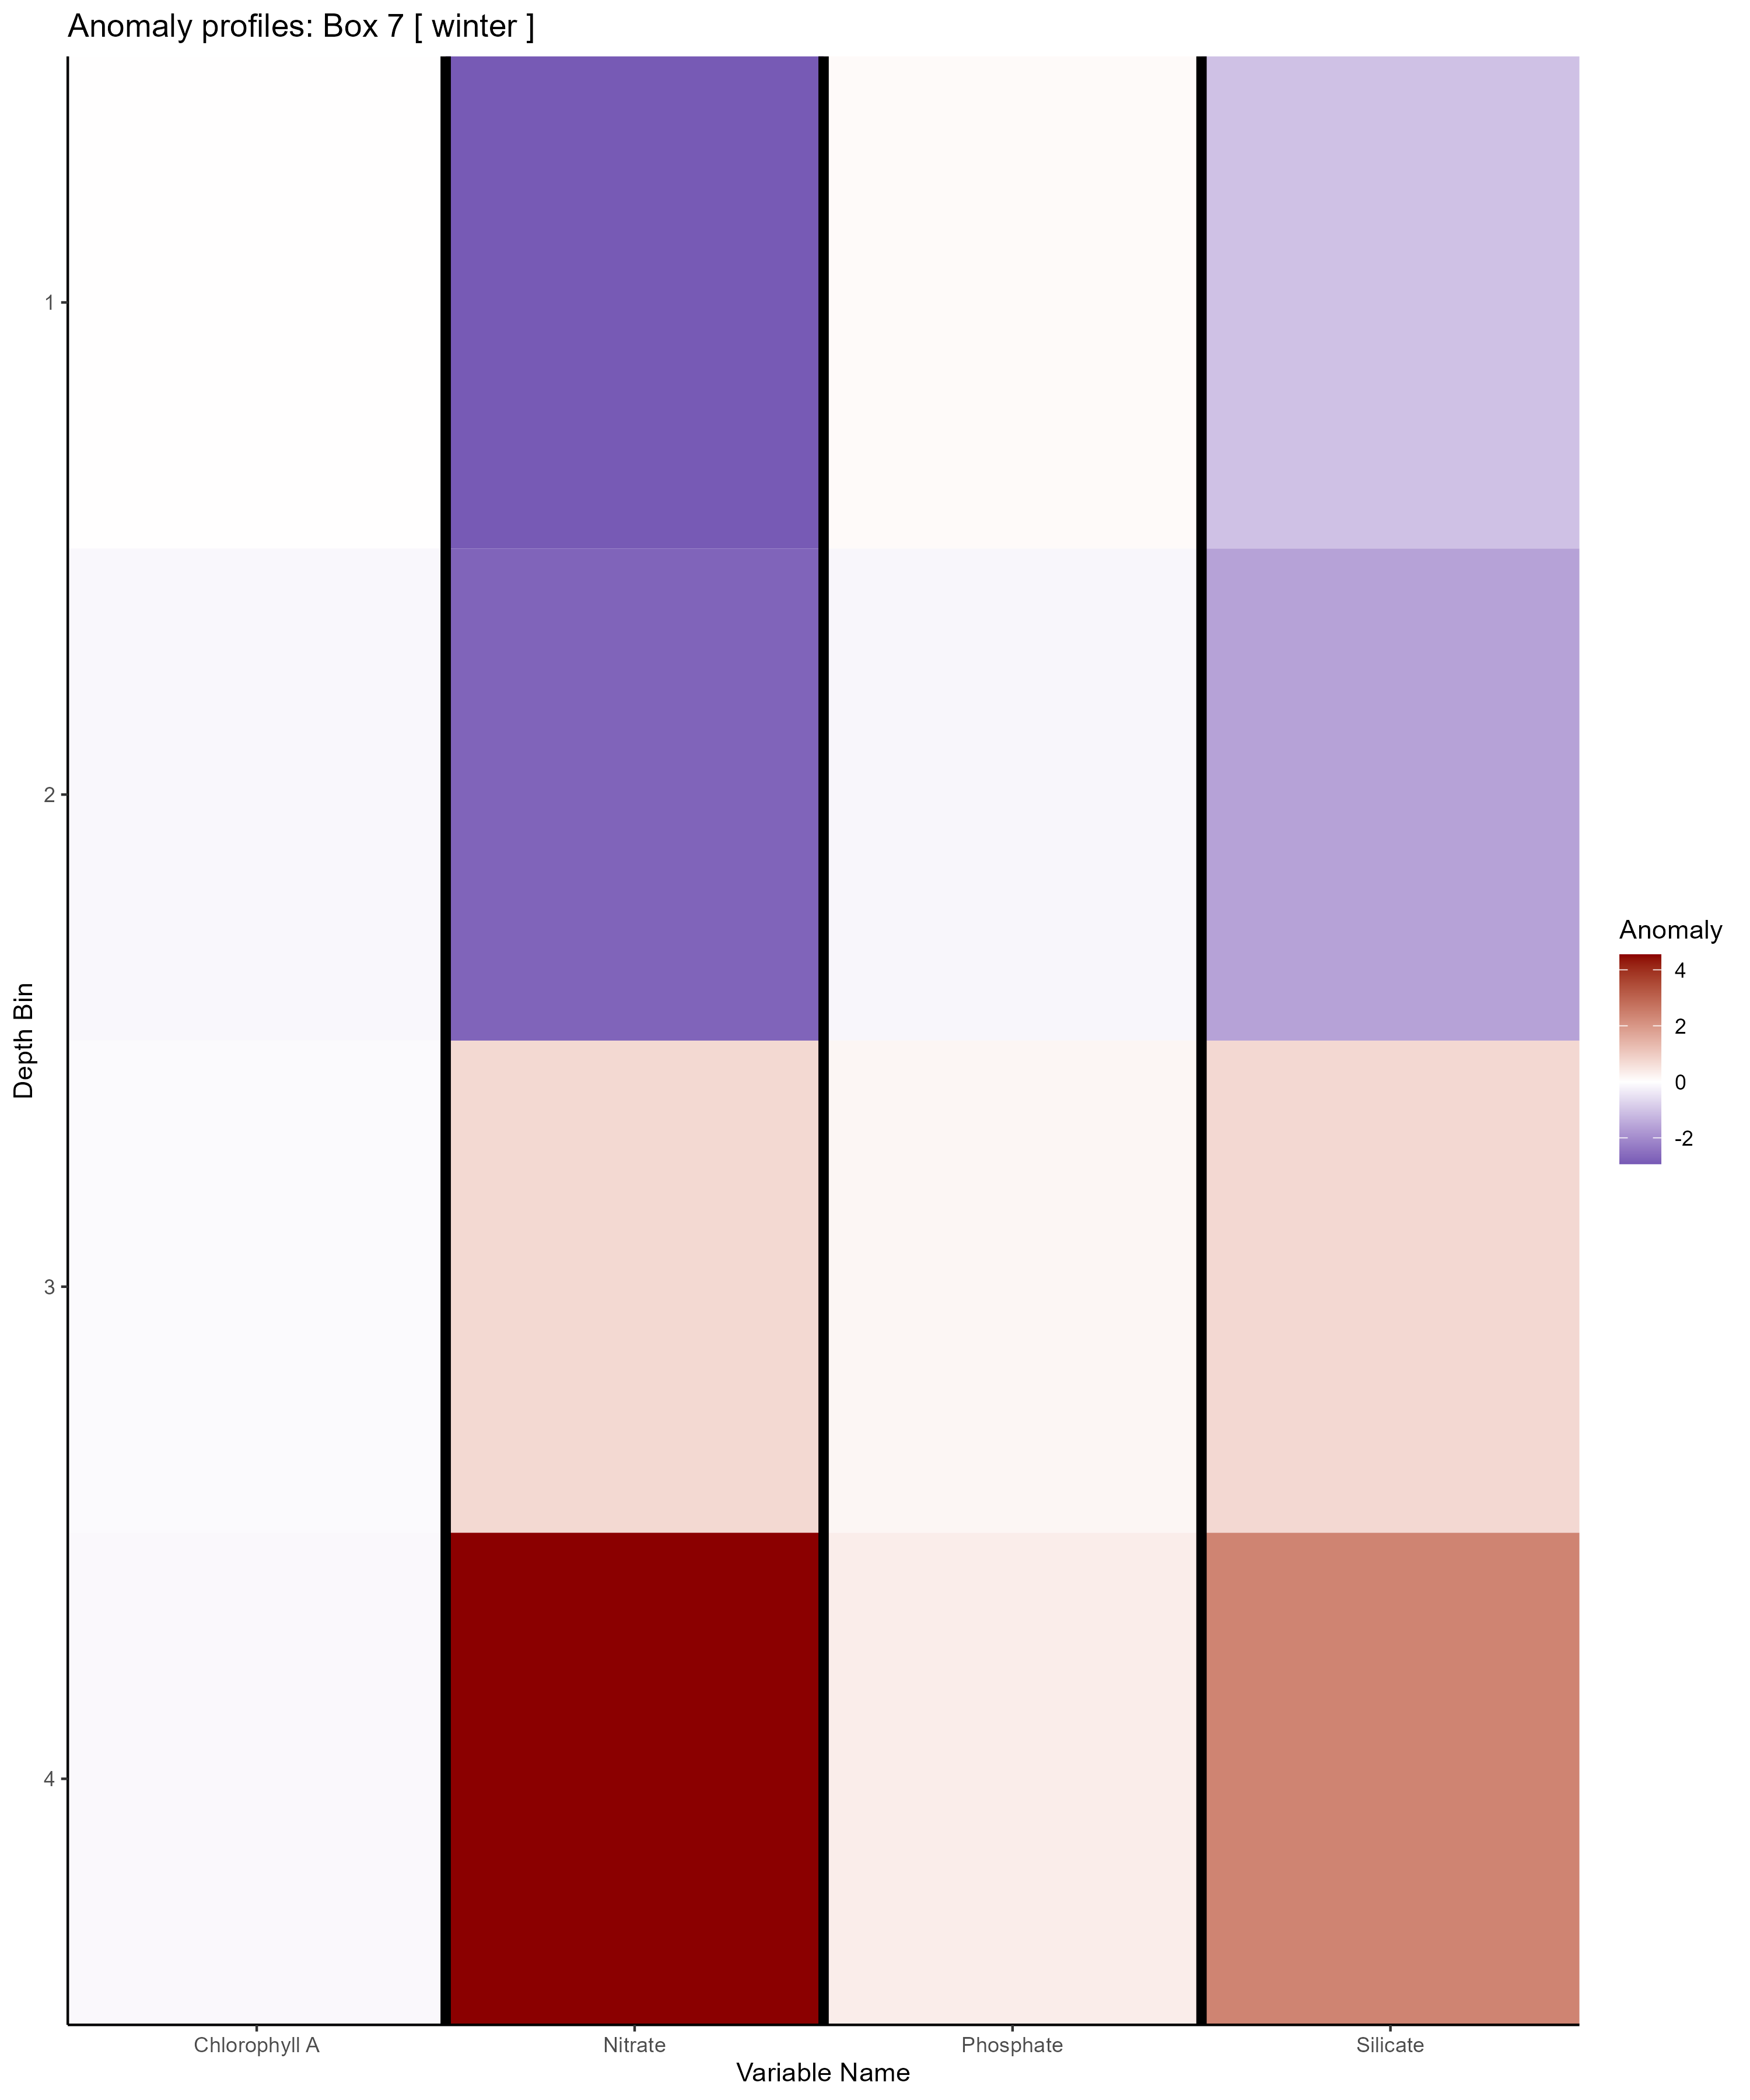 Anomaly profiles: Box 7 [ winter ]
1
2
3
4
Depth Bin
Chlorophyll A
Nitrate
Phosphate
Silicate
Variable Name
Anomaly
4
2
0
-2